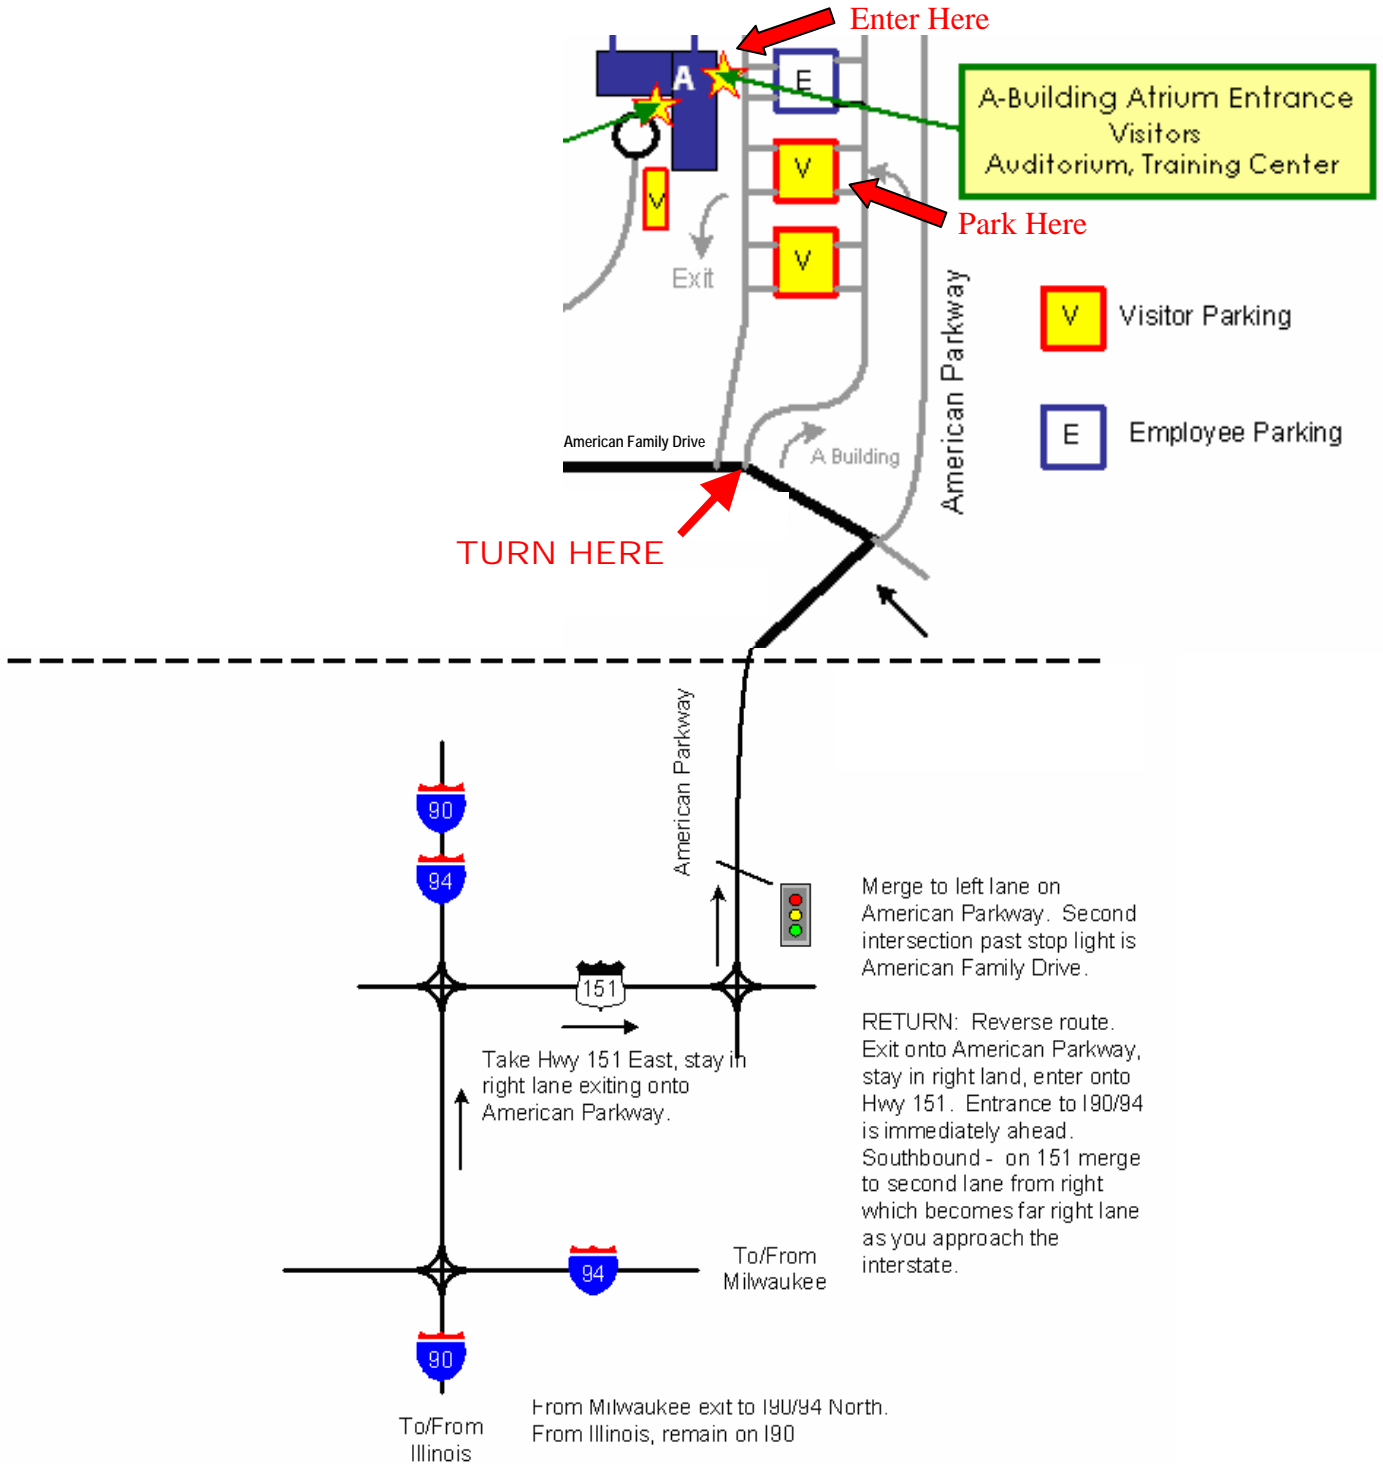 Enter Here
A
E
A-Building Atrium Entrance
Visitors
Auditorium, Training Center
V
V
Park Here
Exit
V
American Parkway
V Visitor Parking
E Employee Parking
American Family Drive
A Building
TURN HERE
American Parkway
90
94
151
Merge to left lane on
American Parkway. Second
intersection past stop light is
American Family Drive.
RETURN: Reverse route.
Exit onto American Parkway,
stay in right land, enter onto
Hwy 151. Entrance to I90/94
is immediately ahead.
Southbound - on 151 merge
to second lane from right
which becomes far right lane
as you approach the
interstate.
Take Hwy 151 East, stay in
right lane exiting onto
American Parkway.
94
To/From
Milwaukee
90
To/From
Illinois
From Milwaukee exit to I90/94 North.
From Illinois, remain on I90